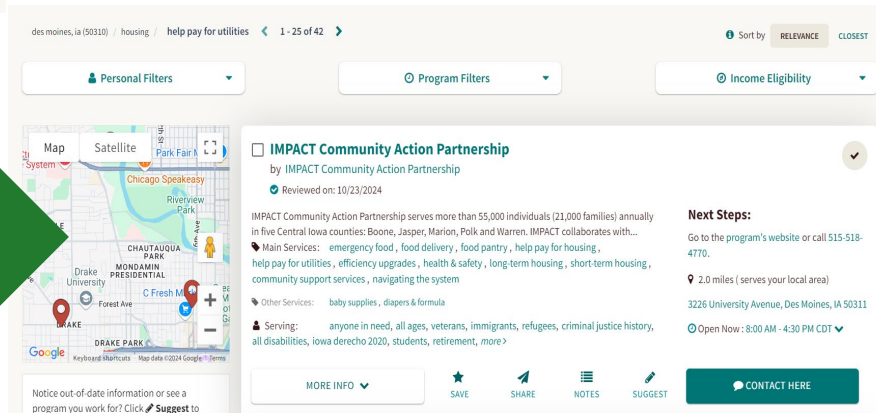 des moines, ia (50310) / housing / help pay for utilities 1 - 25 of 42
Sort by RELEVANCE CLOSEST
Personal Filters
Program Filters
Income Eligibility
Map Satellite
System
Park Fair
Chicago Speakeasy
Riverview
Park
6th Ave
CHAUTAUQUA
PARK
MONDAMIN
PRESIDENTIAL
Drake
University
C Fresh
Forest Ave
DRAKE
DRAKE PARK
Google Keyboard shortcuts Map data ©2024 Google Terms
Notice out-of-date information or see a
program you work for? Click Suggest to
IMPACT Community Action Partnership
by IMPACT Community Action Partnership
Reviewed on: 10/23/2024
IMPACT Community Action Partnership serves more than 55,000 individuals (21,000 families) annually
in five Central Iowa counties: Boone, Jasper, Marion, Polk and Warren. IMPACT collaborates with...
Main Services: emergency food , food delivery , food pantry , help pay for housing ,
help pay for utilities , efficiency upgrades , health & safety , long-term housing , short-term housing ,
community support services , navigating the system
Other Services: baby supplies , diapers & formula
Serving: anyone in need, all ages, veterans, immigrants, refugees, criminal justice history,
all disabilities, iowa derecho 2020, students, retirement, more >
Next Steps:
Go to the program's website or call 515-518-
4770.
2.0 miles ( serves your local area)
3226 University Avenue, Des Moines, IA 50311
Open Now : 8:00 AM - 4:30 PM CDT
MORE INFO
SAVE
SHARE
NOTES
SUGGEST
CONTACT HERE